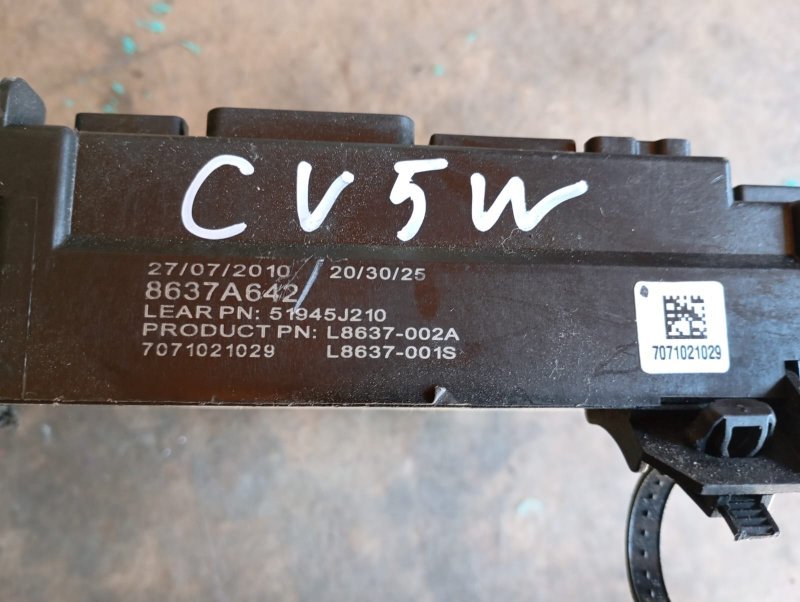 CV5W
27/07/2010 20/30/25
8637A642
LEAR PN: 51945J210
PRODUCT PN: L8637-002A
7071021029 L8637-001S
7071021029